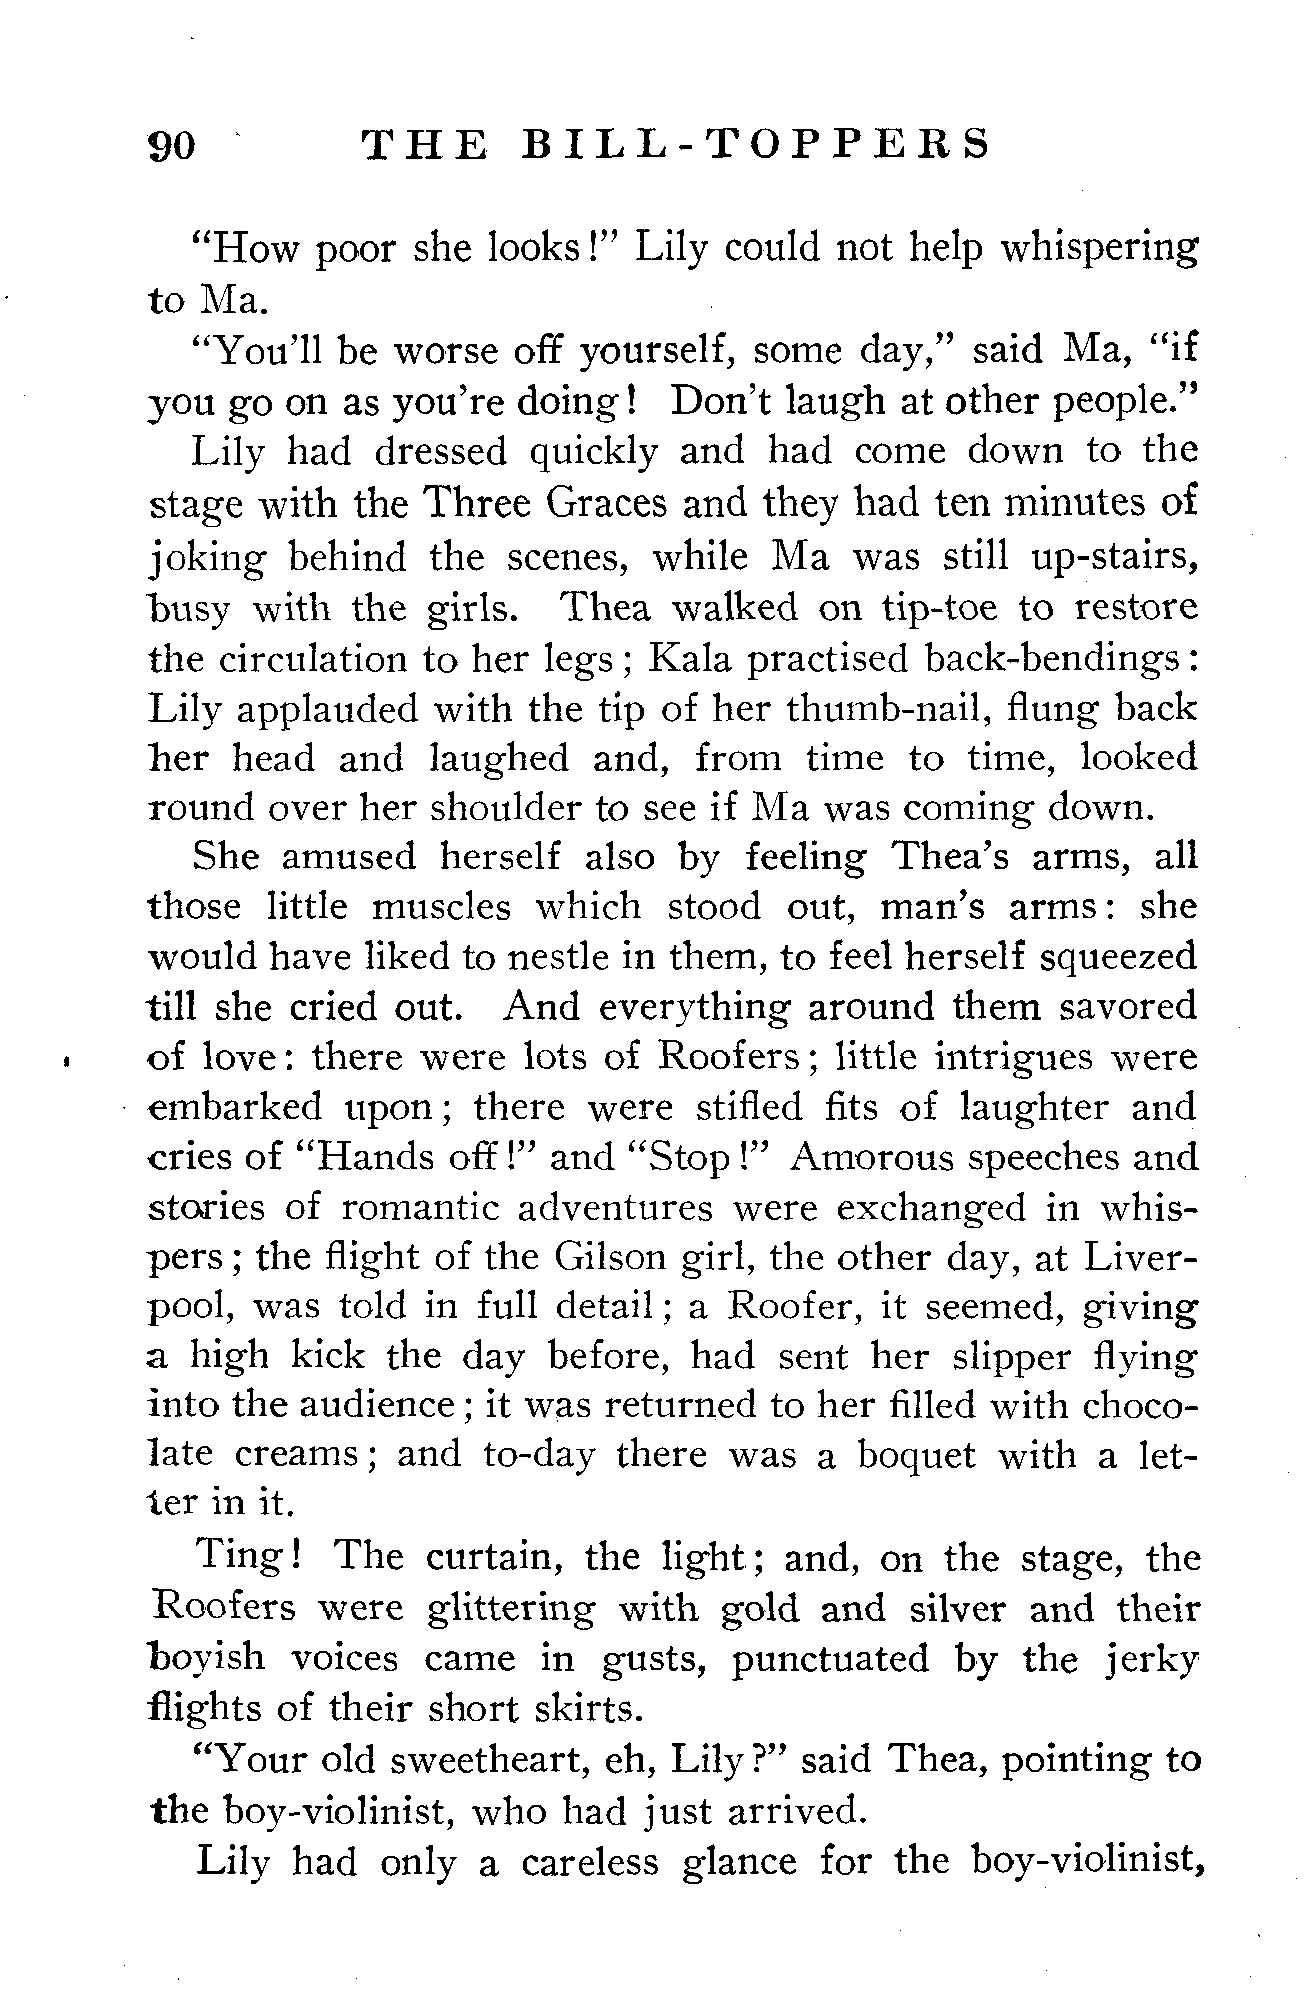 90 THE BILL-TOPPERS
"How poor she looks!" Lily could not help whispering
to Ma.
"You'll be worse off yourself, some day," said Ma, "if
you go on as you're doing! Don't laugh at other people."
Lily had dressed quickly and had come down to the
stage with the Three Graces and they had ten minutes of
joking behind the scenes, while Ma was still up-stairs,
busy with the girls. Thea walked on tip-toe to restore
the circulation to her legs; Kala practised back-bendings:
Lily applauded with the tip of her thumb-nail, flung back
her head and laughed and, from time to time, looked
round over her shoulder to see if Ma was coming down.
She amused herself also by feeling Thea's arms, all
those little muscles which stood out, man's arms: she
would have liked to nestle in them, to feel herself squeezed
till she cried out. And everything around them savored
of love: there were lots of Roofers; little intrigues were
embarked upon; there were stifled fits of laughter and
cries of "Hands off!" and "Stop!" Amorous speeches and
stories of romantic adventures were exchanged in whis-
pers; the flight of the Gilson girl, the other day, at Liver-
pool, was told in full detail; a Roofer, it seemed, giving
a high kick the day before, had sent her slipper flying
into the audience; it was returned to her filled with choco-
late creams; and to-day there was a boquet with a let-
ter in it.
Ting! The curtain, the light; and, on the stage, the
Roofers were glittering with gold and silver and their
boyish voices came in gusts, punctuated by the jerky
flights of their short skirts.
"Your old sweetheart, eh, Lily?" said Thea, pointing to
the boy-violinist, who had just arrived.
Lily had only a careless glance for the boy-violinist,